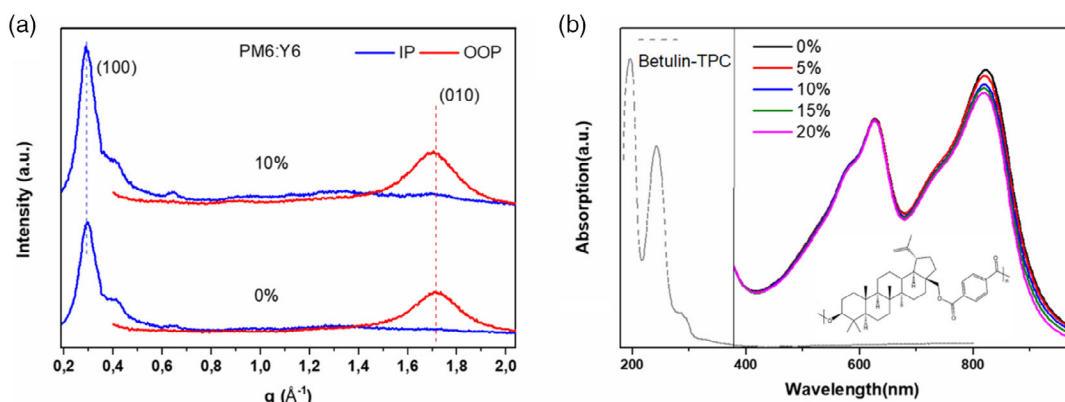 (a)
PM6:Y6
IP
OOP
(100)
(010)
10%
0%
Intensity (a.u.)
0,2 0,4 0,6 0,8 1,0 1,2 1,4 1,6 1,8 2,0
q (Å-1)
(b)
Betulin-TPC
0%
5%
10%
15%
20%
Absorption(a.u.)
O
O
O
O
n
H
H
H
H
200 400 600 800
Wavelength(nm)